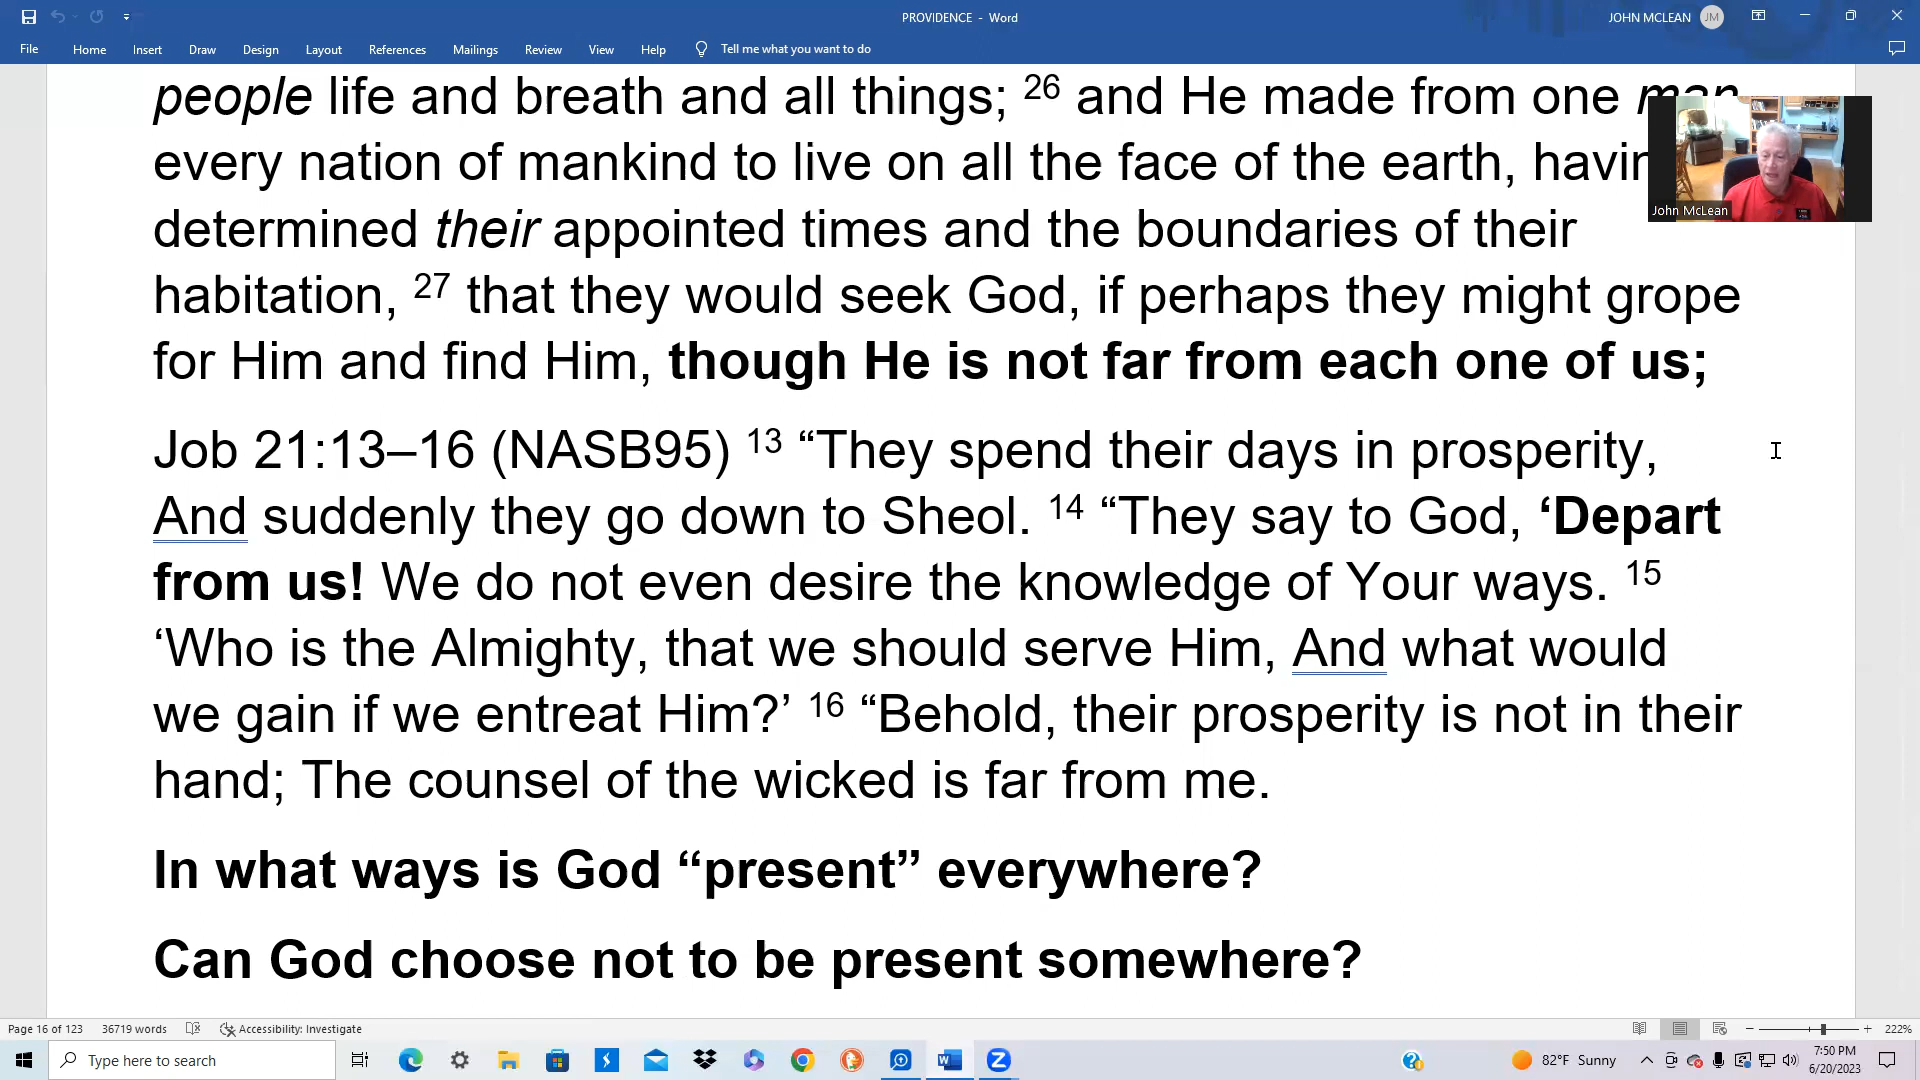 PROVIDENCE - Word
JOHN MCLEAN JM
File Home Insert Draw Design Layout References Mailings Review View Help Tell me what you want to do
people life and breath and all things; 26 and He made from one man
every nation of mankind to live on all the face of the earth, havin
determined their appointed times and the boundaries of their
habitation, 27 that they would seek God, if perhaps they might grope
for Him and find Him, though He is not far from each one of us;
John McLean
Job 21:13–16 (NASB95) 13 “They spend their days in prosperity,
And suddenly they go down to Sheol. 14 “They say to God, ‘Depart
from us! We do not even desire the knowledge of Your ways. 15
‘Who is the Almighty, that we should serve Him, And what would
we gain if we entreat Him?’ 16 “Behold, their prosperity is not in their
hand; The counsel of the wicked is far from me.
In what ways is God “present” everywhere?
Can God choose not to be present somewhere?
Page 16 of 123 36719 words Accessibility: Investigate 222%
Type here to search 82°F Sunny 7:50 PM
6/20/2023